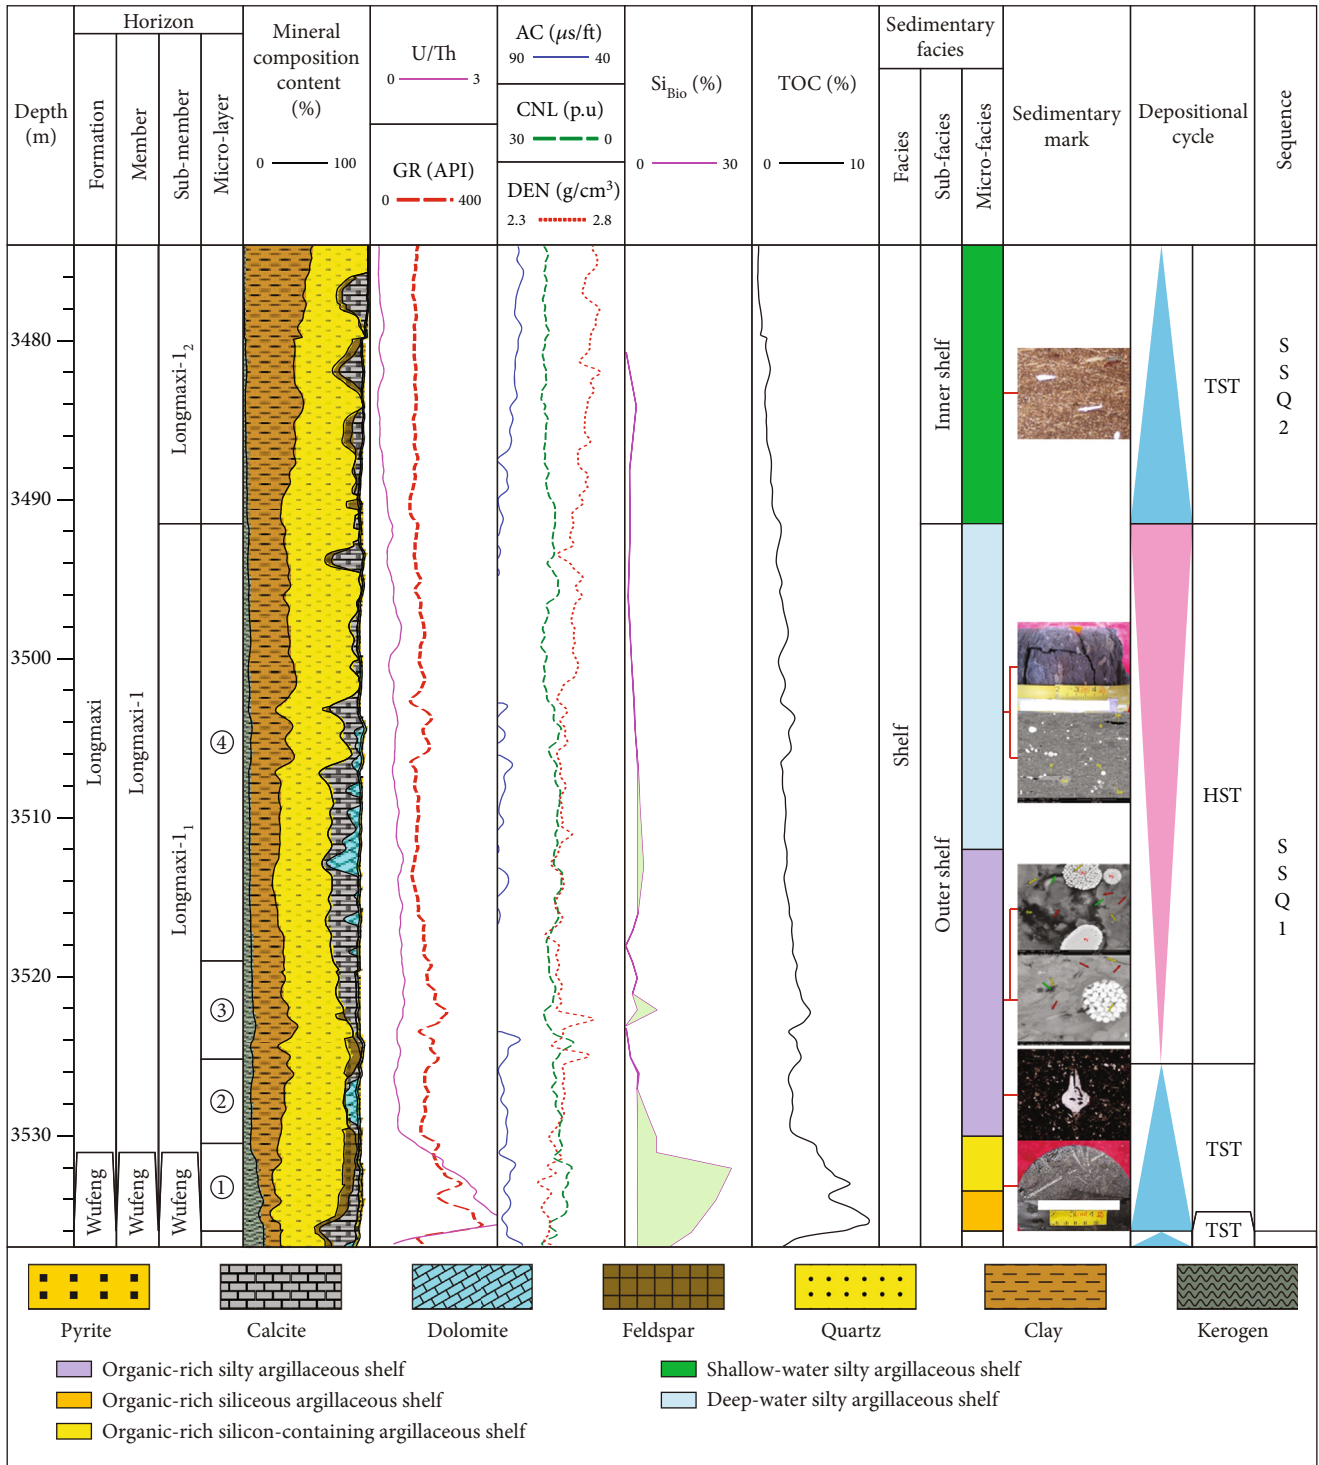 Depth
(m)
Horizon
Formation
Member
Sub-member
Micro-layer
Mineral
composition
content
(%)
0 100
U/Th
0 3
GR (API)
0 400
AC (μs/ft)
90 40
CNL (p.u)
30 0
DEN (g/cm³)
2.3 2.8
Si_Bio (%)
0 30
TOC (%)
0 10
Sedimentary
facies
Facies
Sub-facies
Micro-facies
Sedimentary
mark
Depositional
cycle
Sequence
3480
3490
3500
3510
3520
3530
Longmaxi
Wufeng
Longmaxi-1
Wufeng
Longmaxi-1₂
Longmaxi-1₁
Wufeng
④
③
②
①
Shelf
Inner shelf
Outer shelf
TST
HST
TST
TST
S
S
Q
2
S
S
Q
1
Pyrite
Calcite
Dolomite
Feldspar
Quartz
Clay
Kerogen
Organic-rich silty argillaceous shelf
Organic-rich siliceous argillaceous shelf
Organic-rich silicon-containing argillaceous shelf
Shallow-water silty argillaceous shelf
Deep-water silty argillaceous shelf